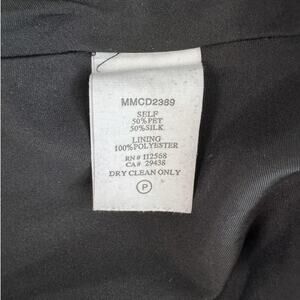 MMCD2389
SELF
50%PET
50%SILK
LINING
100%POLYESTER
RN# 112568
CA# 29438
DRY CLEAN ONLY
P